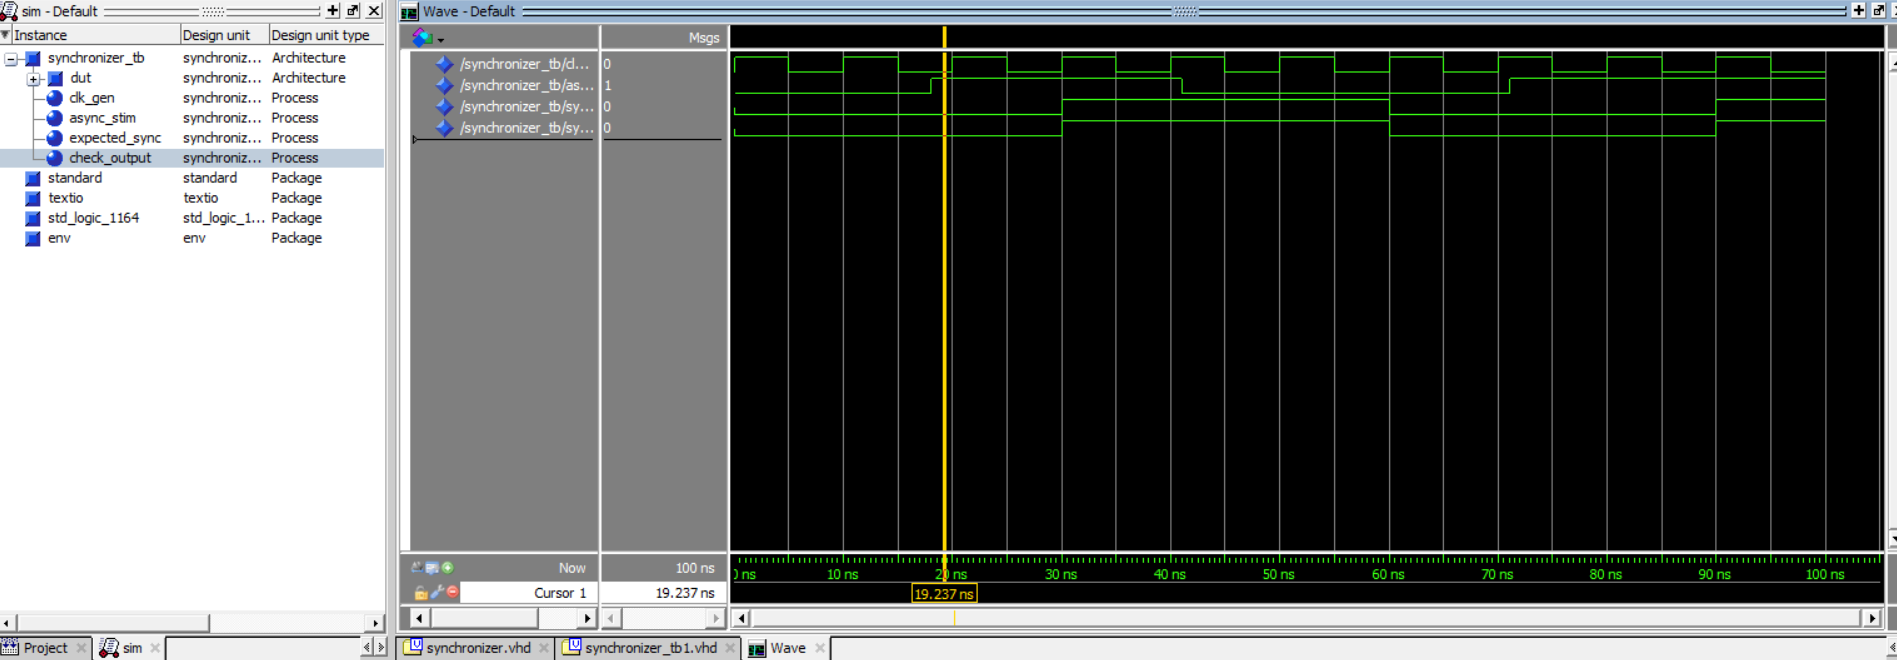 sim - Default
Instance Design unit Design unit type
synchronizer_tb synchroniz... Architecture
dut synchroniz... Architecture
clk_gen synchroniz... Process
async_stim synchroniz... Process
expected_sync synchroniz... Process
check_output synchroniz... Process
standard standard Package
textio textio Package
std_logic_1164 std_logic_1... Package
env env Package
Project sim
Wave - Default
Msgs
/synchronizer_tb/cl... 0
/synchronizer_tb/as... 1
/synchronizer_tb/sy... 0
/synchronizer_tb/sy... 0
Now 100 ns
0 ns 10 ns 20 ns 30 ns 40 ns 50 ns 60 ns 70 ns 80 ns 90 ns 100 ns
Cursor 1 19.237 ns
19.237 ns
synchronizer.vhd synchronizer_tb1.vhd Wave